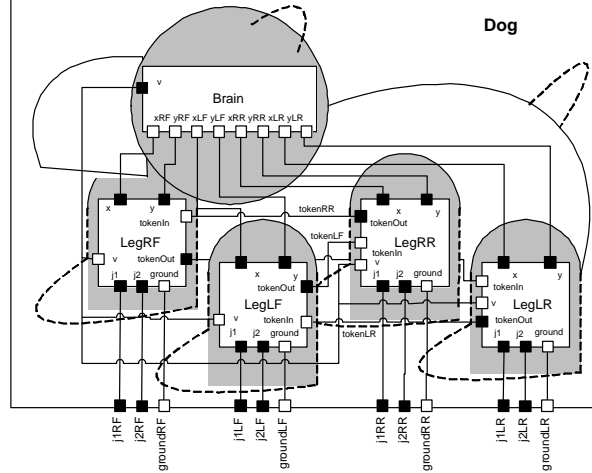 Dog
v
Brain
xRF yRF xLF yLF xRR yRR xLR yLR
x y
tokenIn
LegRF
v
tokenOut
j1 j2 ground
tokenRR
tokenLF
x y
tokenOut
LegLF
v
tokenIn
j1 j2 ground
tokenLR
x y
tokenOut
LegRR
tokenIn
v
j1 j2 ground
x y
tokenIn
LegLR
v
tokenOut
j1 j2 ground
j1RF
j2RF
groundRF
j1LF
j2LF
groundLF
j1RR
j2RR
groundRR
j1LR
j2LR
groundLR